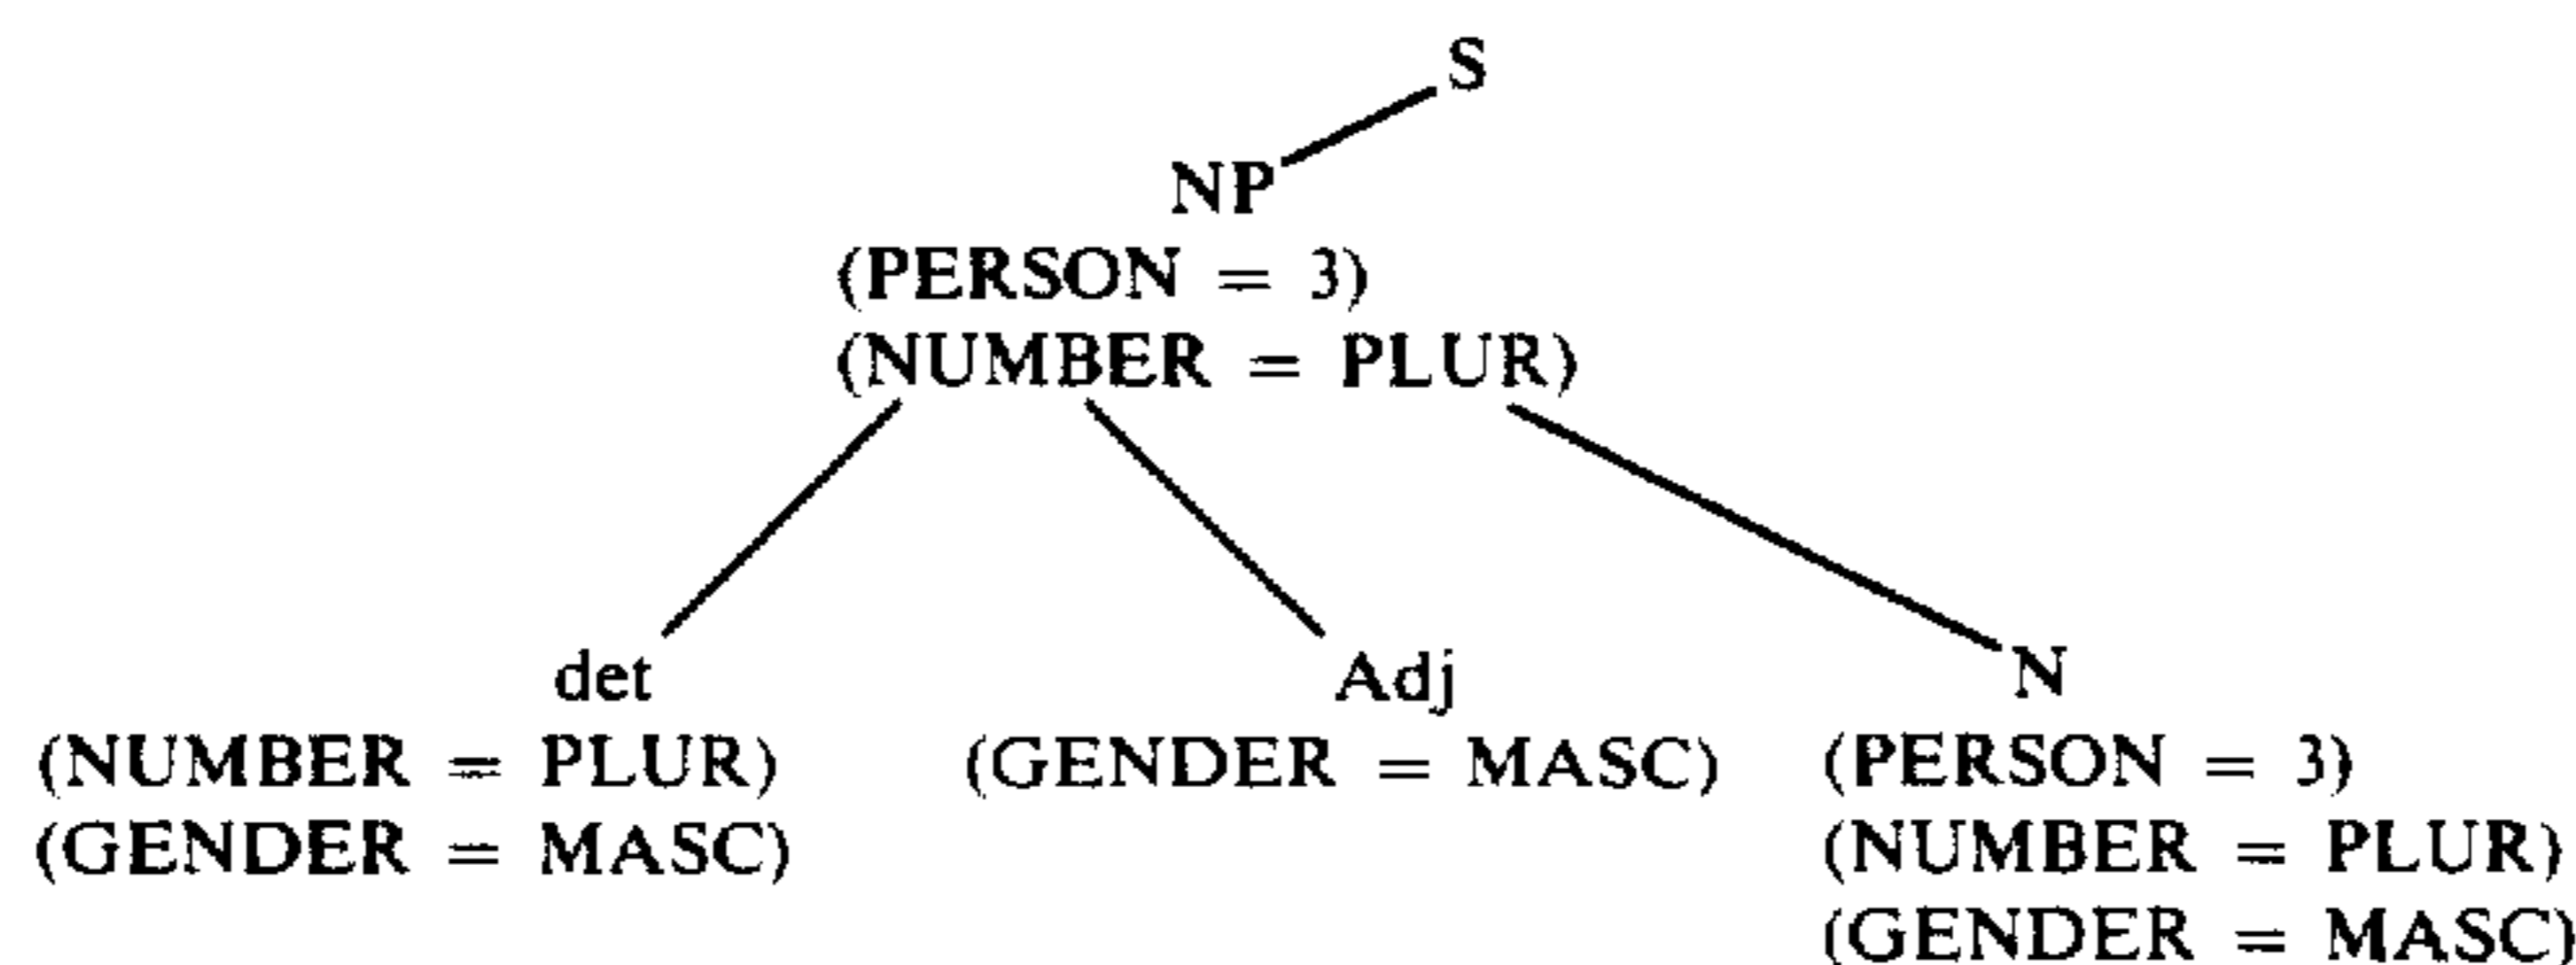 S
NP
(PERSON = 3)
(NUMBER = PLUR)
det Adj N
(NUMBER = PLUR) (GENDER = MASC) (PERSON = 3)
(GENDER = MASC) (NUMBER = PLUR)
(GENDER = MASC)